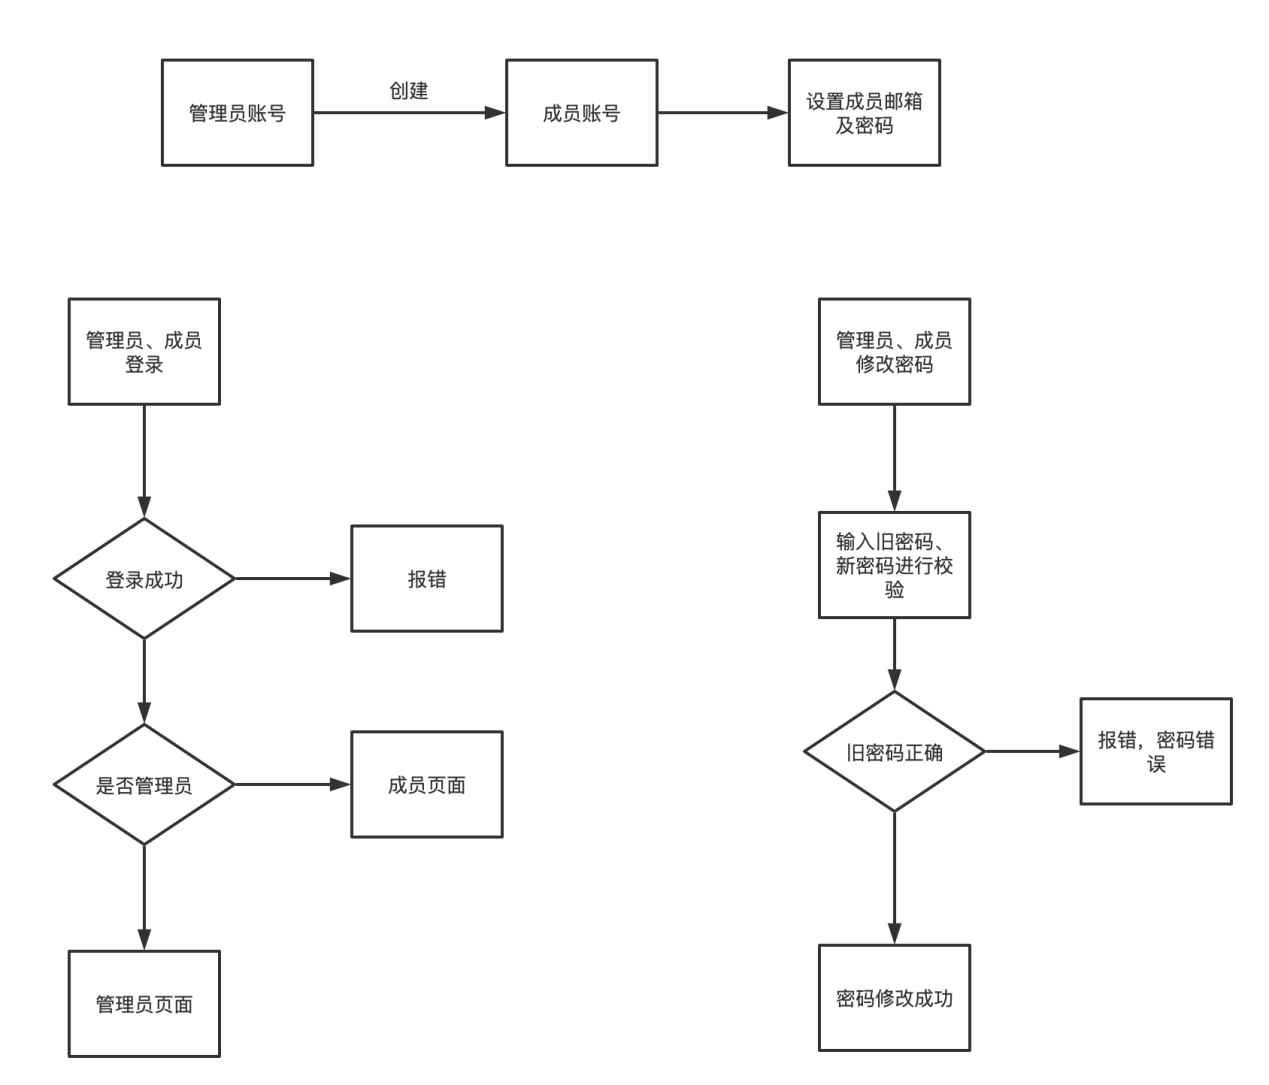 创建
管理员账号
成员账号
设置成员邮箱
及密码
管理员、成员
登录
登录成功
报错
是否管理员
成员页面
管理员页面
管理员、成员
修改密码
输入旧密码、
新密码进行校
验
旧密码正确
报错，密码错
误
密码修改成功